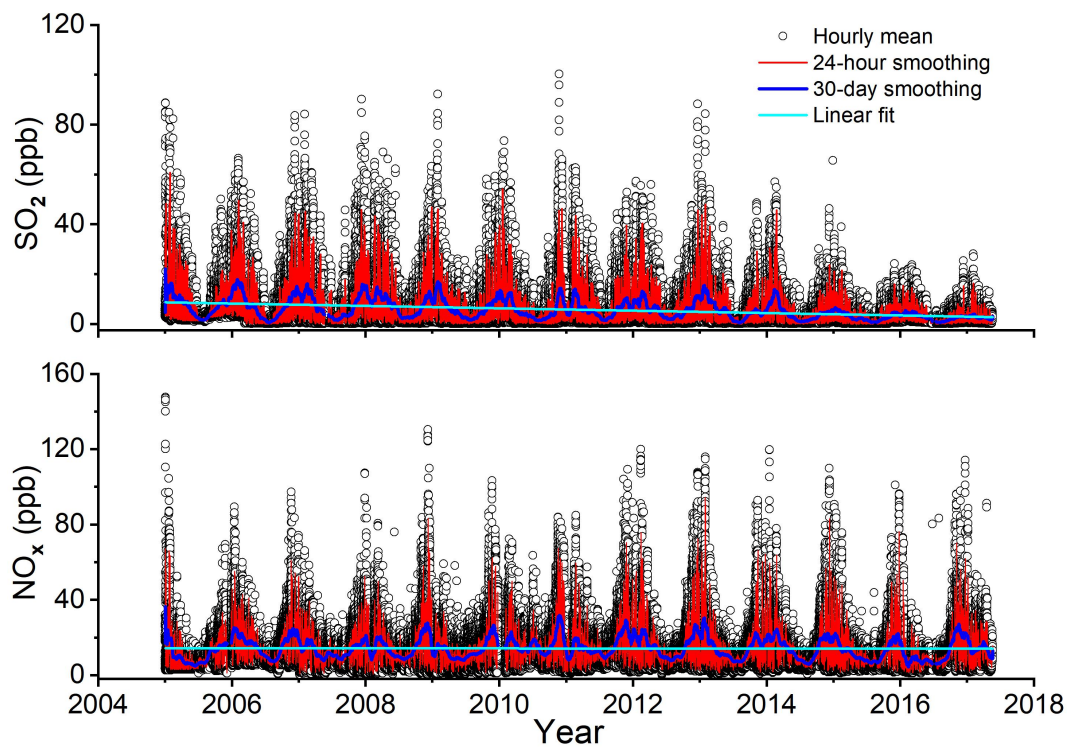 120
80
40
0
SO₂ (ppb)
Hourly mean
24-hour smoothing
30-day smoothing
Linear fit
160
120
80
40
0
NOₓ (ppb)
2004 2006 2008 2010 2012 2014 2016 2018
Year